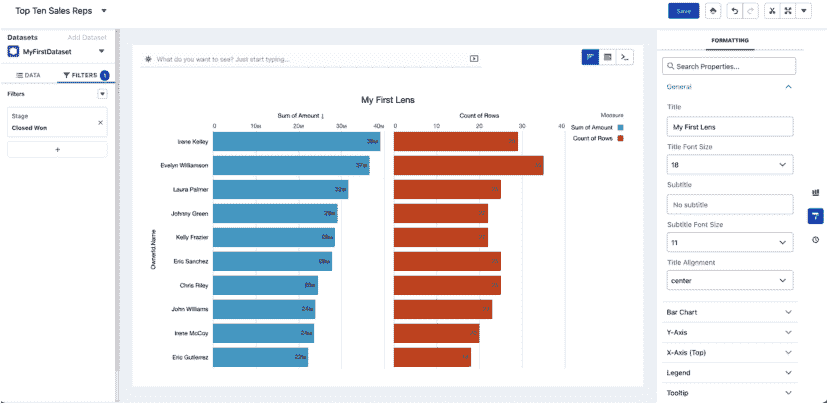 Top Ten Sales Reps
Save
Datasets Add Dataset
MyFirstDataset
DATA FILTERS 1
Filters
Stage
Closed Won
+
What do you want to see? Just start typing...
My First Lens
Sum of Amount ↓ Count of Rows
0 10м 20м 30м 40м 0 10 20 30 40
Measure
Sum of Amount
Count of Rows
OwnerId.Name
Irene Kelley
Evelyn Williamson
Laura Palmer
Johnny Green
Kelly Frazier
Eric Sanchez
Chris Riley
John Williams
Irene McCoy
Eric Gutierrez
FORMATTING
Search Properties...
General
Title
My First Lens
Title Font Size
18
Subtitle
No subtitle
Subtitle Font Size
11
Title Alignment
center
Bar Chart
Y-Axis
X-Axis (Top)
Legend
Tooltip